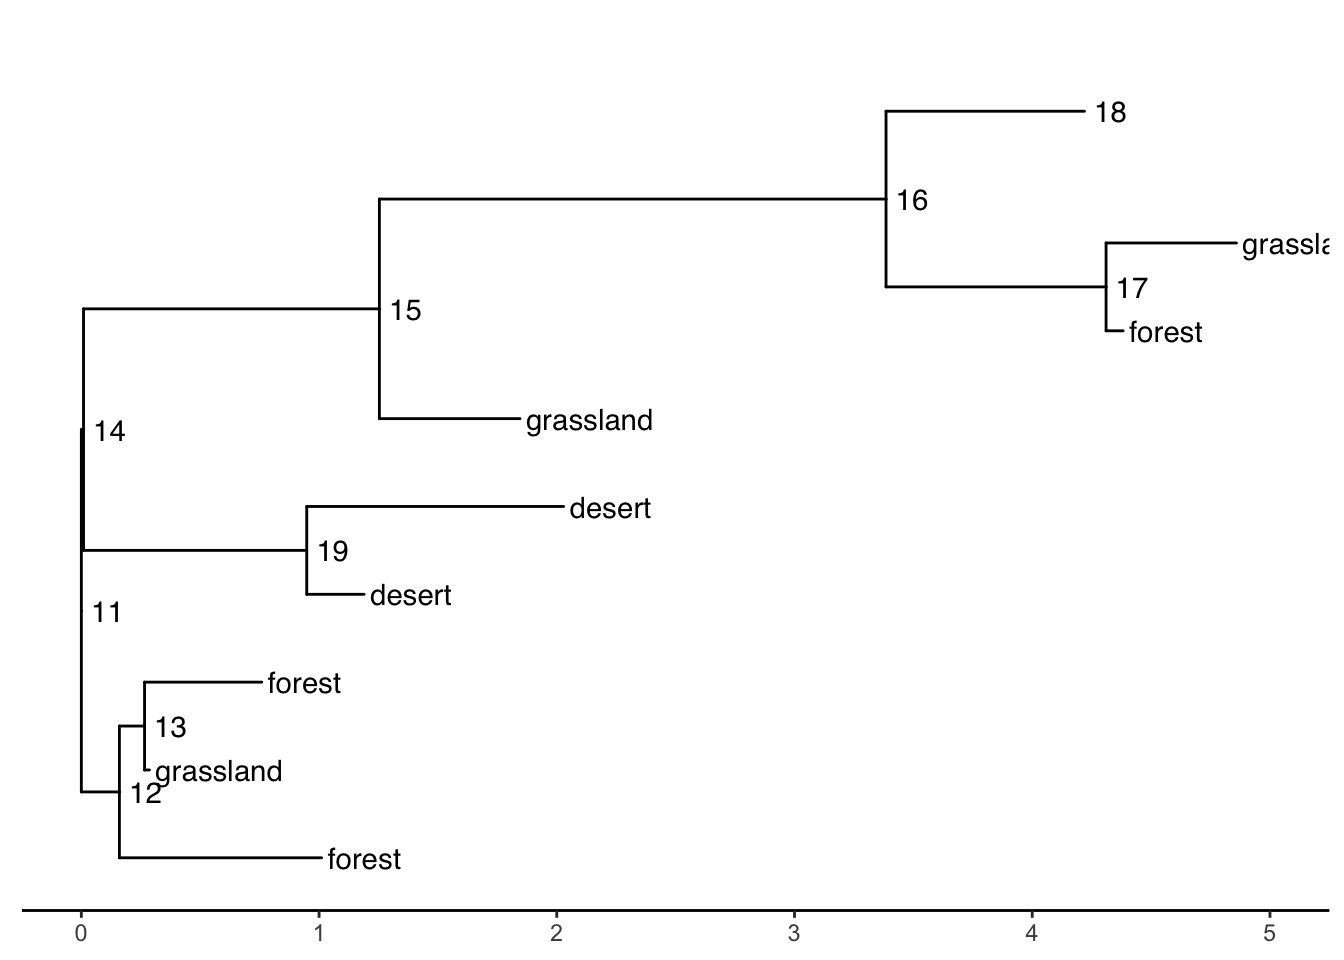 18
16
grassla
17
forest
15
grassland
14
desert
19
desert
11
forest
13
grassland
12
forest
0 1 2 3 4 5